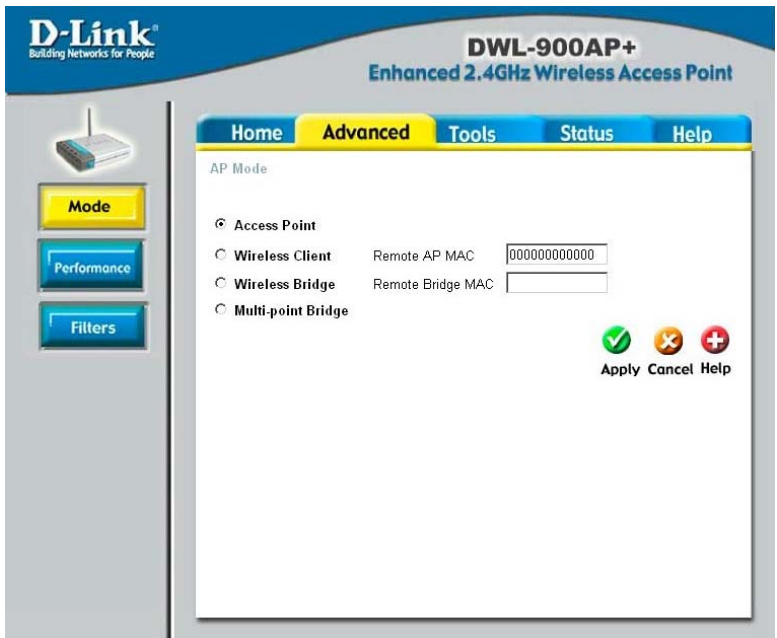 D-Link®
Building Networks for People
DWL-900AP+
Enhanced 2.4GHz Wireless Access Point
Home Advanced Tools Status Help
Mode
Performance
Filters
AP Mode
Access Point
Wireless Client Remote AP MAC 000000000000
Wireless Bridge Remote Bridge MAC
Multi-point Bridge
Apply Cancel Help